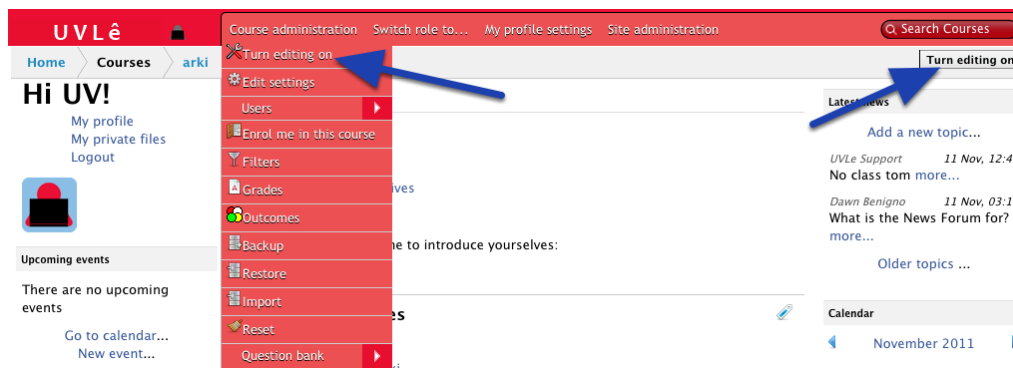 UVLê
Course administration Switch role to... My profile settings Site administration
Search Courses
Home Courses arki
Turn editing on
Hi UV!
My profile
My private files
Logout
Upcoming events
There are no upcoming
events
Go to calendar...
New event...
Turn editing on
Edit settings
Users
Enrol me in this course
Filters
Grades
Outcomes
Backup
Restore
Import
Reset
Question bank
ives
e to introduce yourselves:
es
Latest news
Add a new topic...
UVLe Support 11 Nov, 12:4
No class tom more...
Dawn Benigno 11 Nov, 03:1
What is the News Forum for?
more...
Older topics ...
Calendar
November 2011